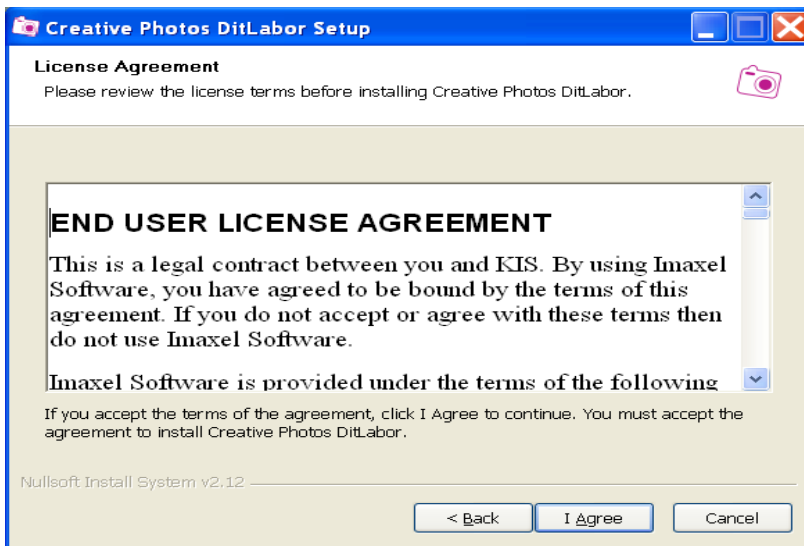 Creative Photos DitLabor Setup
License Agreement
Please review the license terms before installing Creative Photos DitLabor.
END USER LICENSE AGREEMENT
This is a legal contract between you and KIS. By using Imaxel
Software, you have agreed to be bound by the terms of this
agreement. If you do not accept or agree with these terms then
do not use Imaxel Software.
Imaxel Software is provided under the terms of the following
If you accept the terms of the agreement, click I Agree to continue. You must accept the
agreement to install Creative Photos DitLabor.
Nullsoft Install System v2.12
< Back
I Agree
Cancel